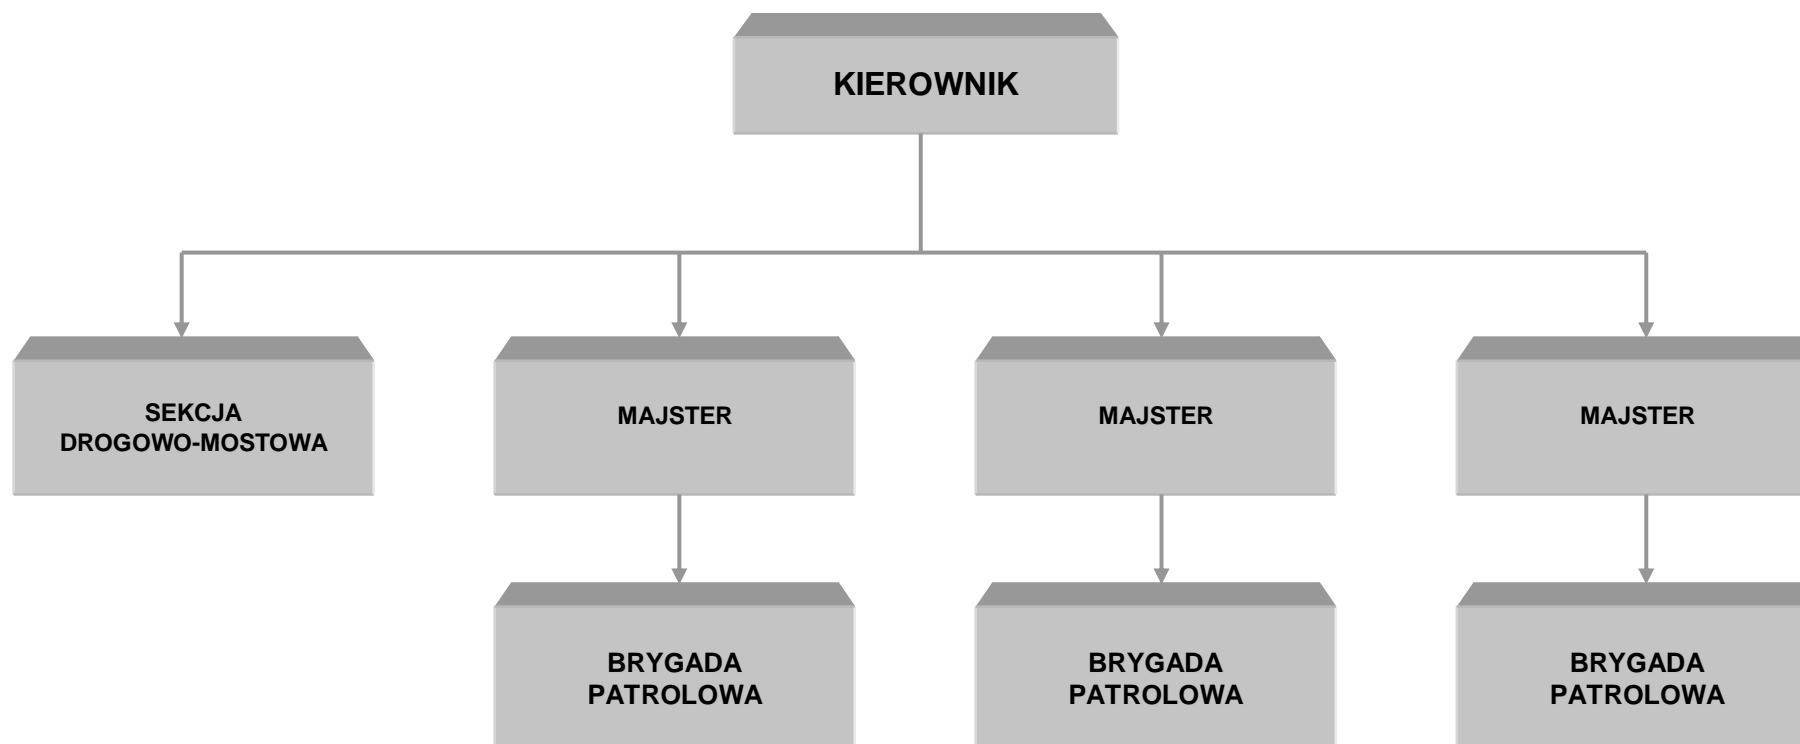 KIEROWNIK
SEKCJA
DROGOWO-MOSTOWA
MAJSTER
MAJSTER
MAJSTER
BRYGADA
PATROLOWA
BRYGADA
PATROLOWA
BRYGADA
PATROLOWA